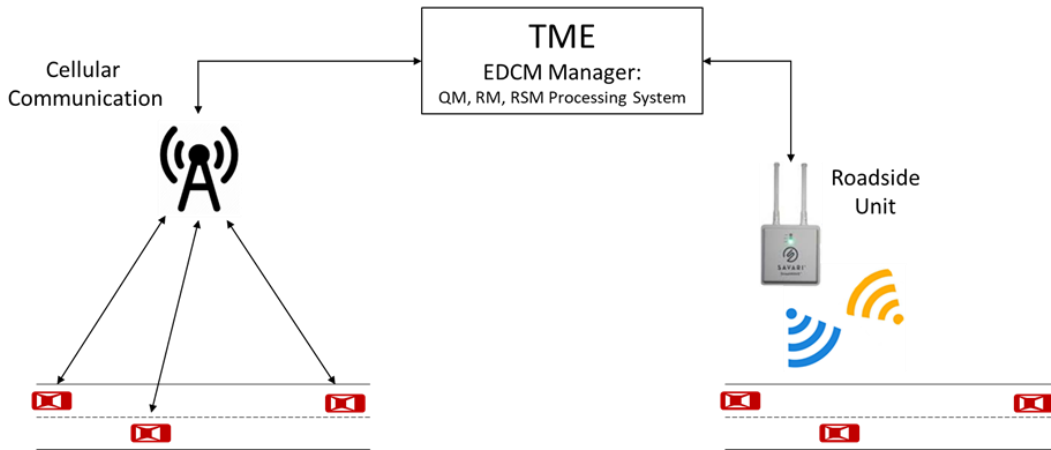 TME
EDCM Manager:
QM, RM, RSM Processing System
Cellular
Communication
Roadside
Unit
SAVARI